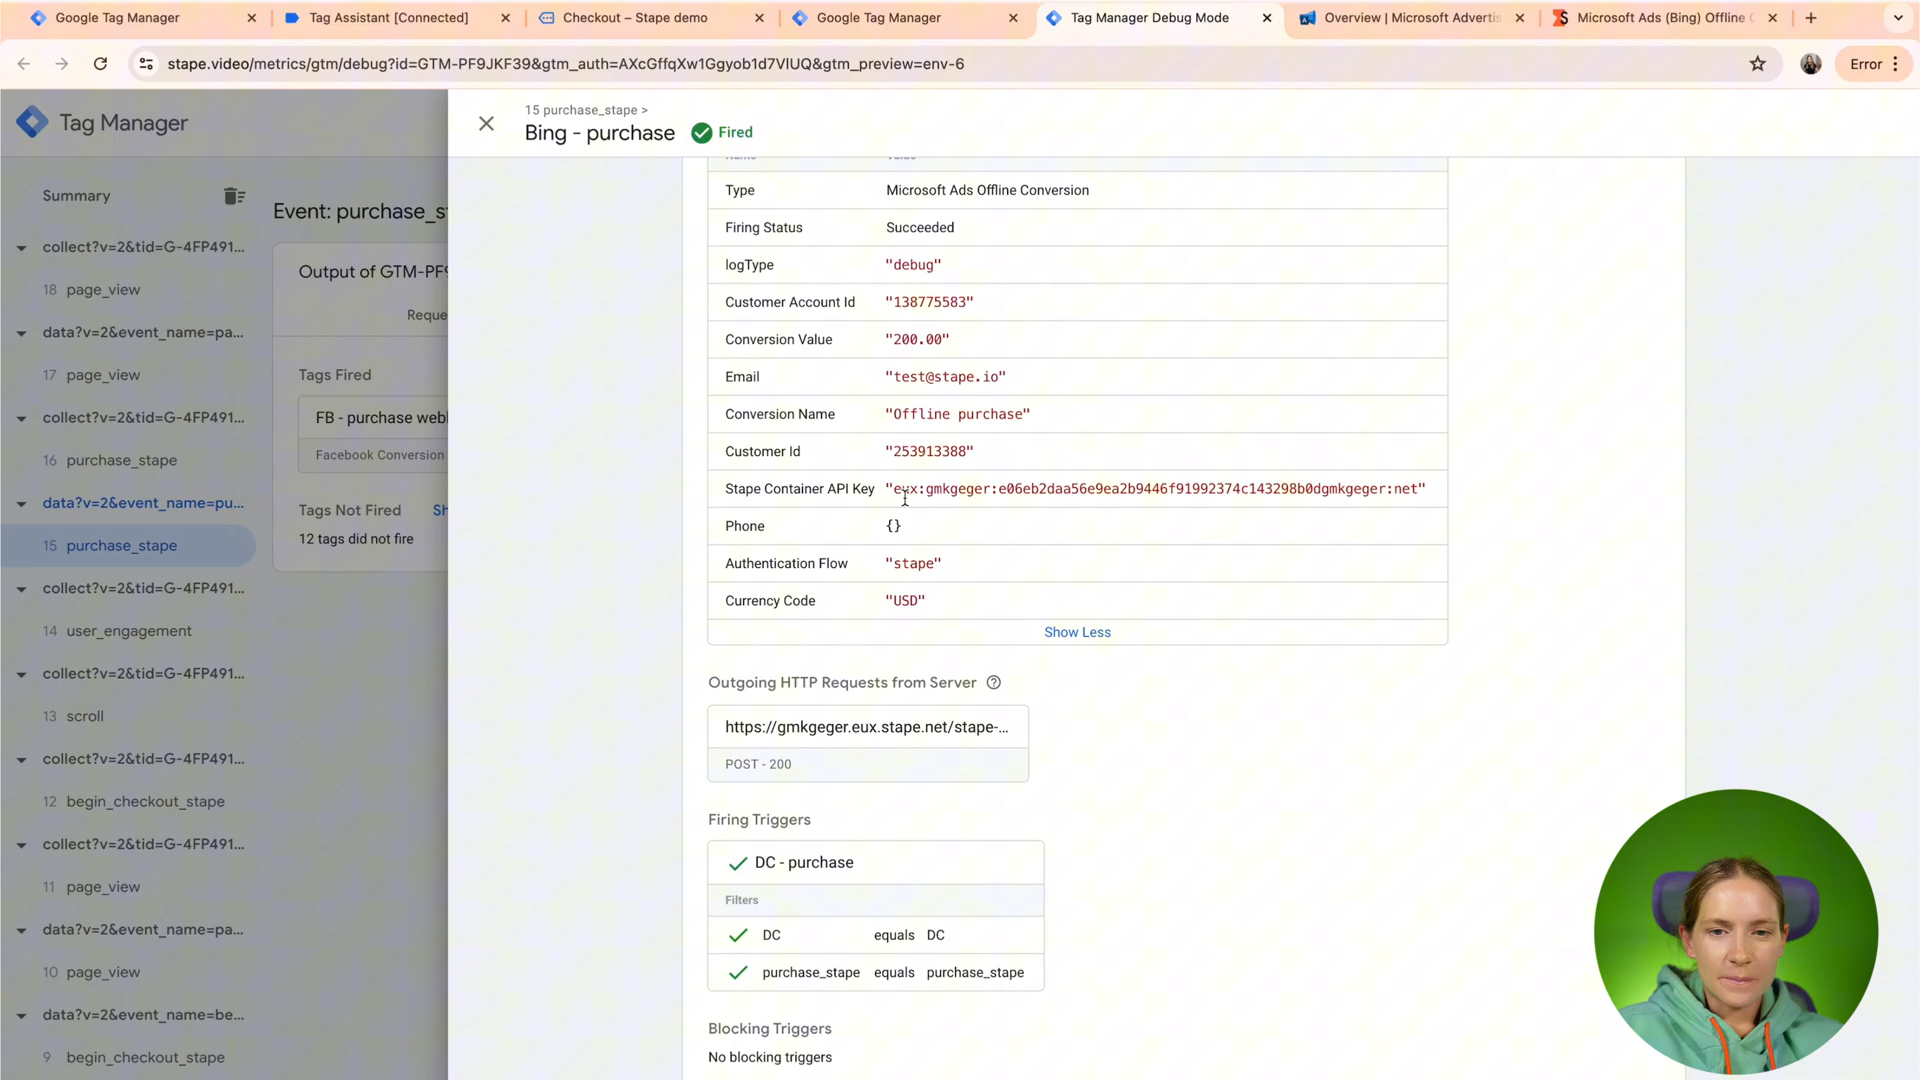 Google Tag Manager
Tag Assistant [Connected]
Checkout – Stape demo
Google Tag Manager
Tag Manager Debug Mode
Overview | Microsoft Advertis
Microsoft Ads (Bing) Offline C
stape.video/metrics/gtm/debug?id=GTM-PF9JKF39&gtm_auth=AXcGffqXw1Ggyob1d7VlUQ&gtm_preview=env-6
Error
Tag Manager
Summary
collect?v=2&tid=G-4FP491...
18 page_view
data?v=2&event_name=pa...
17 page_view
collect?v=2&tid=G-4FP491...
16 purchase_stape
data?v=2&event_name=pu...
15 purchase_stape
collect?v=2&tid=G-4FP491...
14 user_engagement
collect?v=2&tid=G-4FP491...
13 scroll
collect?v=2&tid=G-4FP491...
12 begin_checkout_stape
collect?v=2&tid=G-4FP491...
11 page_view
data?v=2&event_name=pa...
10 page_view
data?v=2&event_name=be...
9 begin_checkout_stape
Event: purchase_s
Output of GTM-PF9
Reque
Tags Fired
FB - purchase webl
Facebook Conversion
Tags Not Fired Sh
12 tags did not fire
15 purchase_stape >
Bing - purchase Fired
Name Value
Type Microsoft Ads Offline Conversion
Firing Status Succeeded
logType "debug"
Customer Account Id "138775583"
Conversion Value "200.00"
Email "test@stape.io"
Conversion Name "Offline purchase"
Customer Id "253913388"
Stape Container API Key "eux:gmkgeger:e06eb2daa56e9ea2b9446f91992374c143298b0dgmkgeger:net"
Phone {}
Authentication Flow "stape"
Currency Code "USD"
Show Less
Outgoing HTTP Requests from Server
https://gmkgeger.eux.stape.net/stape-...
POST - 200
Firing Triggers
DC - purchase
Filters
DC equals DC
purchase_stape equals purchase_stape
Blocking Triggers
No blocking triggers